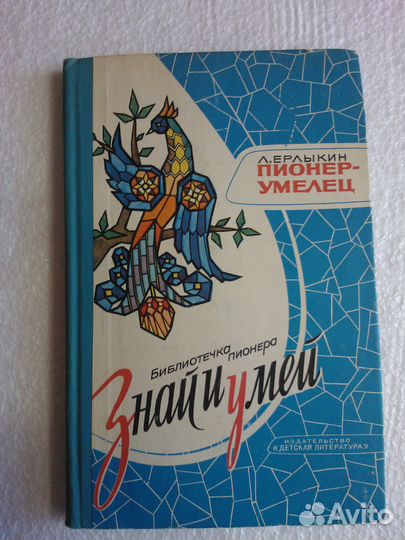 Л. ЕРЛЫКИН
ПИОНЕР-
УМЕЛЕЦ
БИБЛИОТЕЧКА
ПИОНЕРА
Знай и умей
ИЗДАТЕЛЬСТВО
«ДЕТСКАЯ ЛИТЕРАТУРА»
Avito